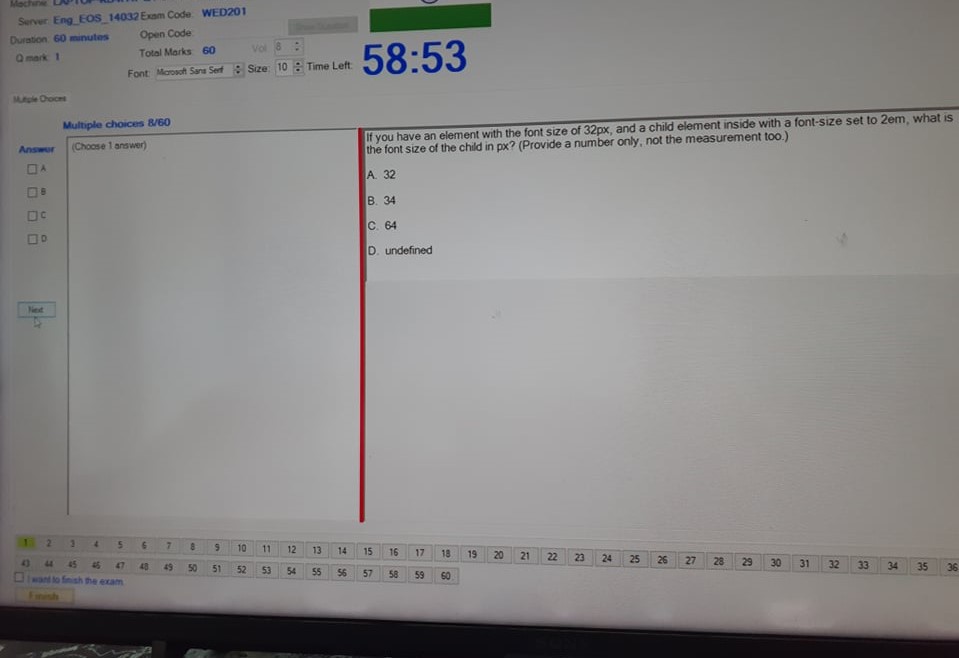 Machine
Server: Eng_EOS_14032 Exam Code: WED201
Duration: 60 minutes Open Code:
Q mark: 1 Total Marks: 60 Vol: 8
Font: Microsoft Sans Serif Size: 10 Time Left: 58:53
Multiple Choices
Multiple choices 8/60
Answer
(Choose 1 answer)
A
B
C
D
Next
If you have an element with the font size of 32px, and a child element inside with a font-size set to 2em, what is
the font size of the child in px? (Provide a number only, not the measurement too.)
A. 32
B. 34
C. 64
D. undefined
1 2 3 4 5 6 7 8 9 10 11 12 13 14 15 16 17 18 19 20 21 22 23 24 25 26 27 28 29 30 31 32 33 34 35 36
43 44 45 46 47 48 49 50 51 52 53 54 55 56 57 58 59 60
I want to finish the exam
Finish